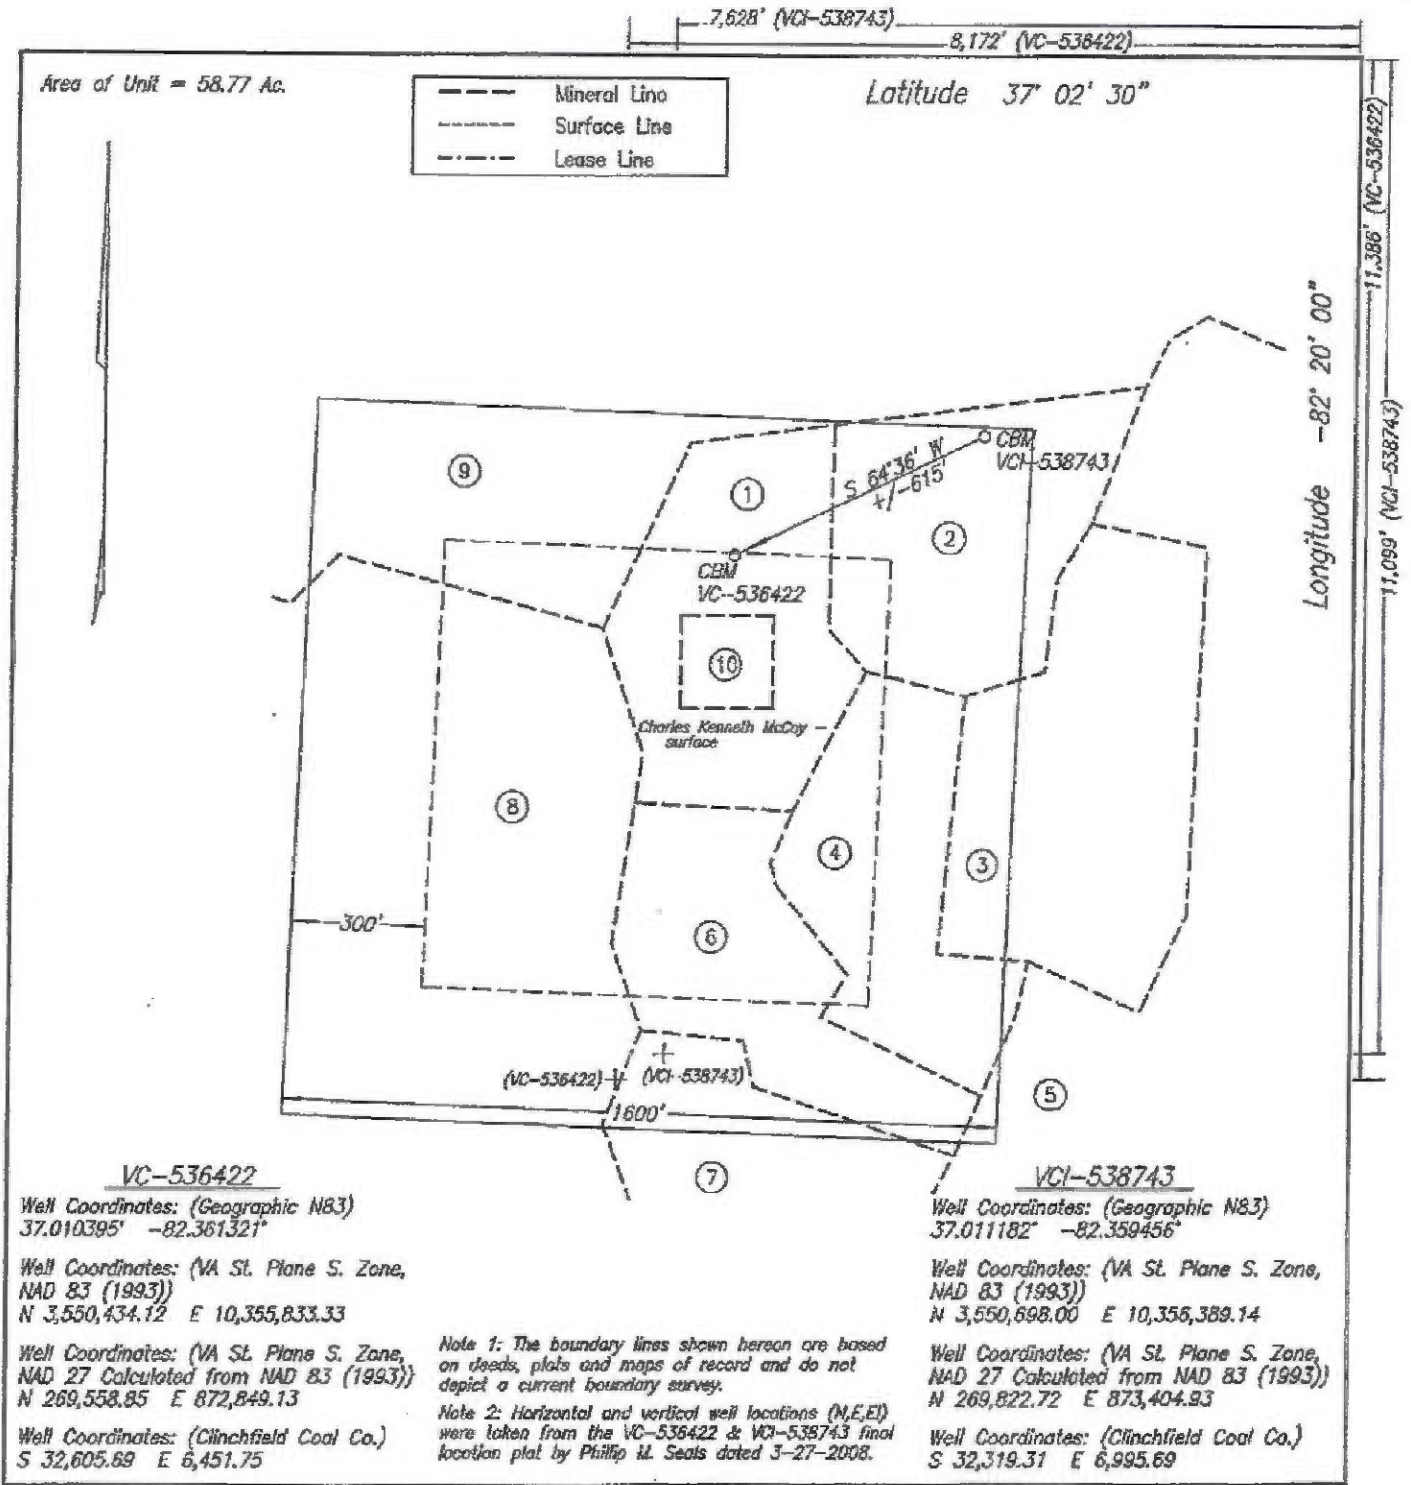 7,628' (VCI-538743)
8,172' (VC-536422)
Area of Unit = 58.77 Ac.
Mineral Line
Surface Line
Lease Line
Latitude 37° 02' 30"
11,386' (VC-536422)
11,099' (VCI-538743)
Longitude -82° 20' 00"
9
1
S 64°36' W
+/-615'
CBM
VCI-538743
2
CBM
VC-536422
10
Charles Kenneth McCoy
surface
8
4
3
300'
6
(VC-536422)
(VCI-538743)
5
1600'
7
VC-536422
Well Coordinates: (Geographic N83)
37.010395° -82.361321°
Well Coordinates: (VA St. Plane S. Zone,
NAD 83 (1993))
N 3,550,434.12 E 10,355,833.33
Well Coordinates: (VA St. Plane S. Zone,
NAD 27 Calculated from NAD 83 (1993))
N 269,558.85 E 872,849.13
Well Coordinates: (Clinchfield Coal Co.)
S 32,605.69 E 6,451.75
Note 1: The boundary lines shown hereon are based
on deeds, plats and maps of record and do not
depict a current boundary survey.
Note 2: Horizontal and vertical well locations (N,E,El)
were taken from the VC-536422 & VCI-538743 final
location plat by Phillip M. Seals dated 3-27-2008.
VCI-538743
Well Coordinates: (Geographic N83)
37.011182° -82.359456°
Well Coordinates: (VA St. Plane S. Zone,
NAD 83 (1993))
N 3,550,698.00 E 10,356,389.14
Well Coordinates: (VA St. Plane S. Zone,
NAD 27 Calculated from NAD 83 (1993))
N 269,822.72 E 873,404.93
Well Coordinates: (Clinchfield Coal Co.)
S 32,319.31 E 6,995.69